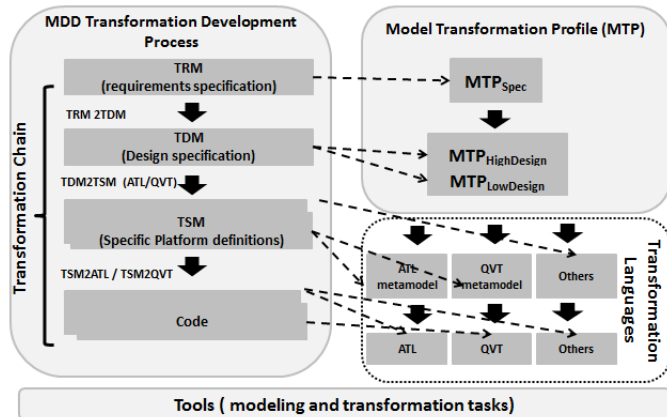 MDD Transformation Development
Process
TRM
(requirements specification)
TRM 2TDM
TDM
(Design specification)
TDM2TSM (ATL/QVT)
TSM
(Specific Platform definitions)
TSM2ATL / TSM2QVT
Code
Transformation Chain
Model Transformation Profile (MTP)
MTPSpec
MTPHighDesign
MTPLowDesign
ATL
metamodel
QVT
metamodel
Others
ATL
QVT
Others
Transformation
Languages
Tools ( modeling and transformation tasks)